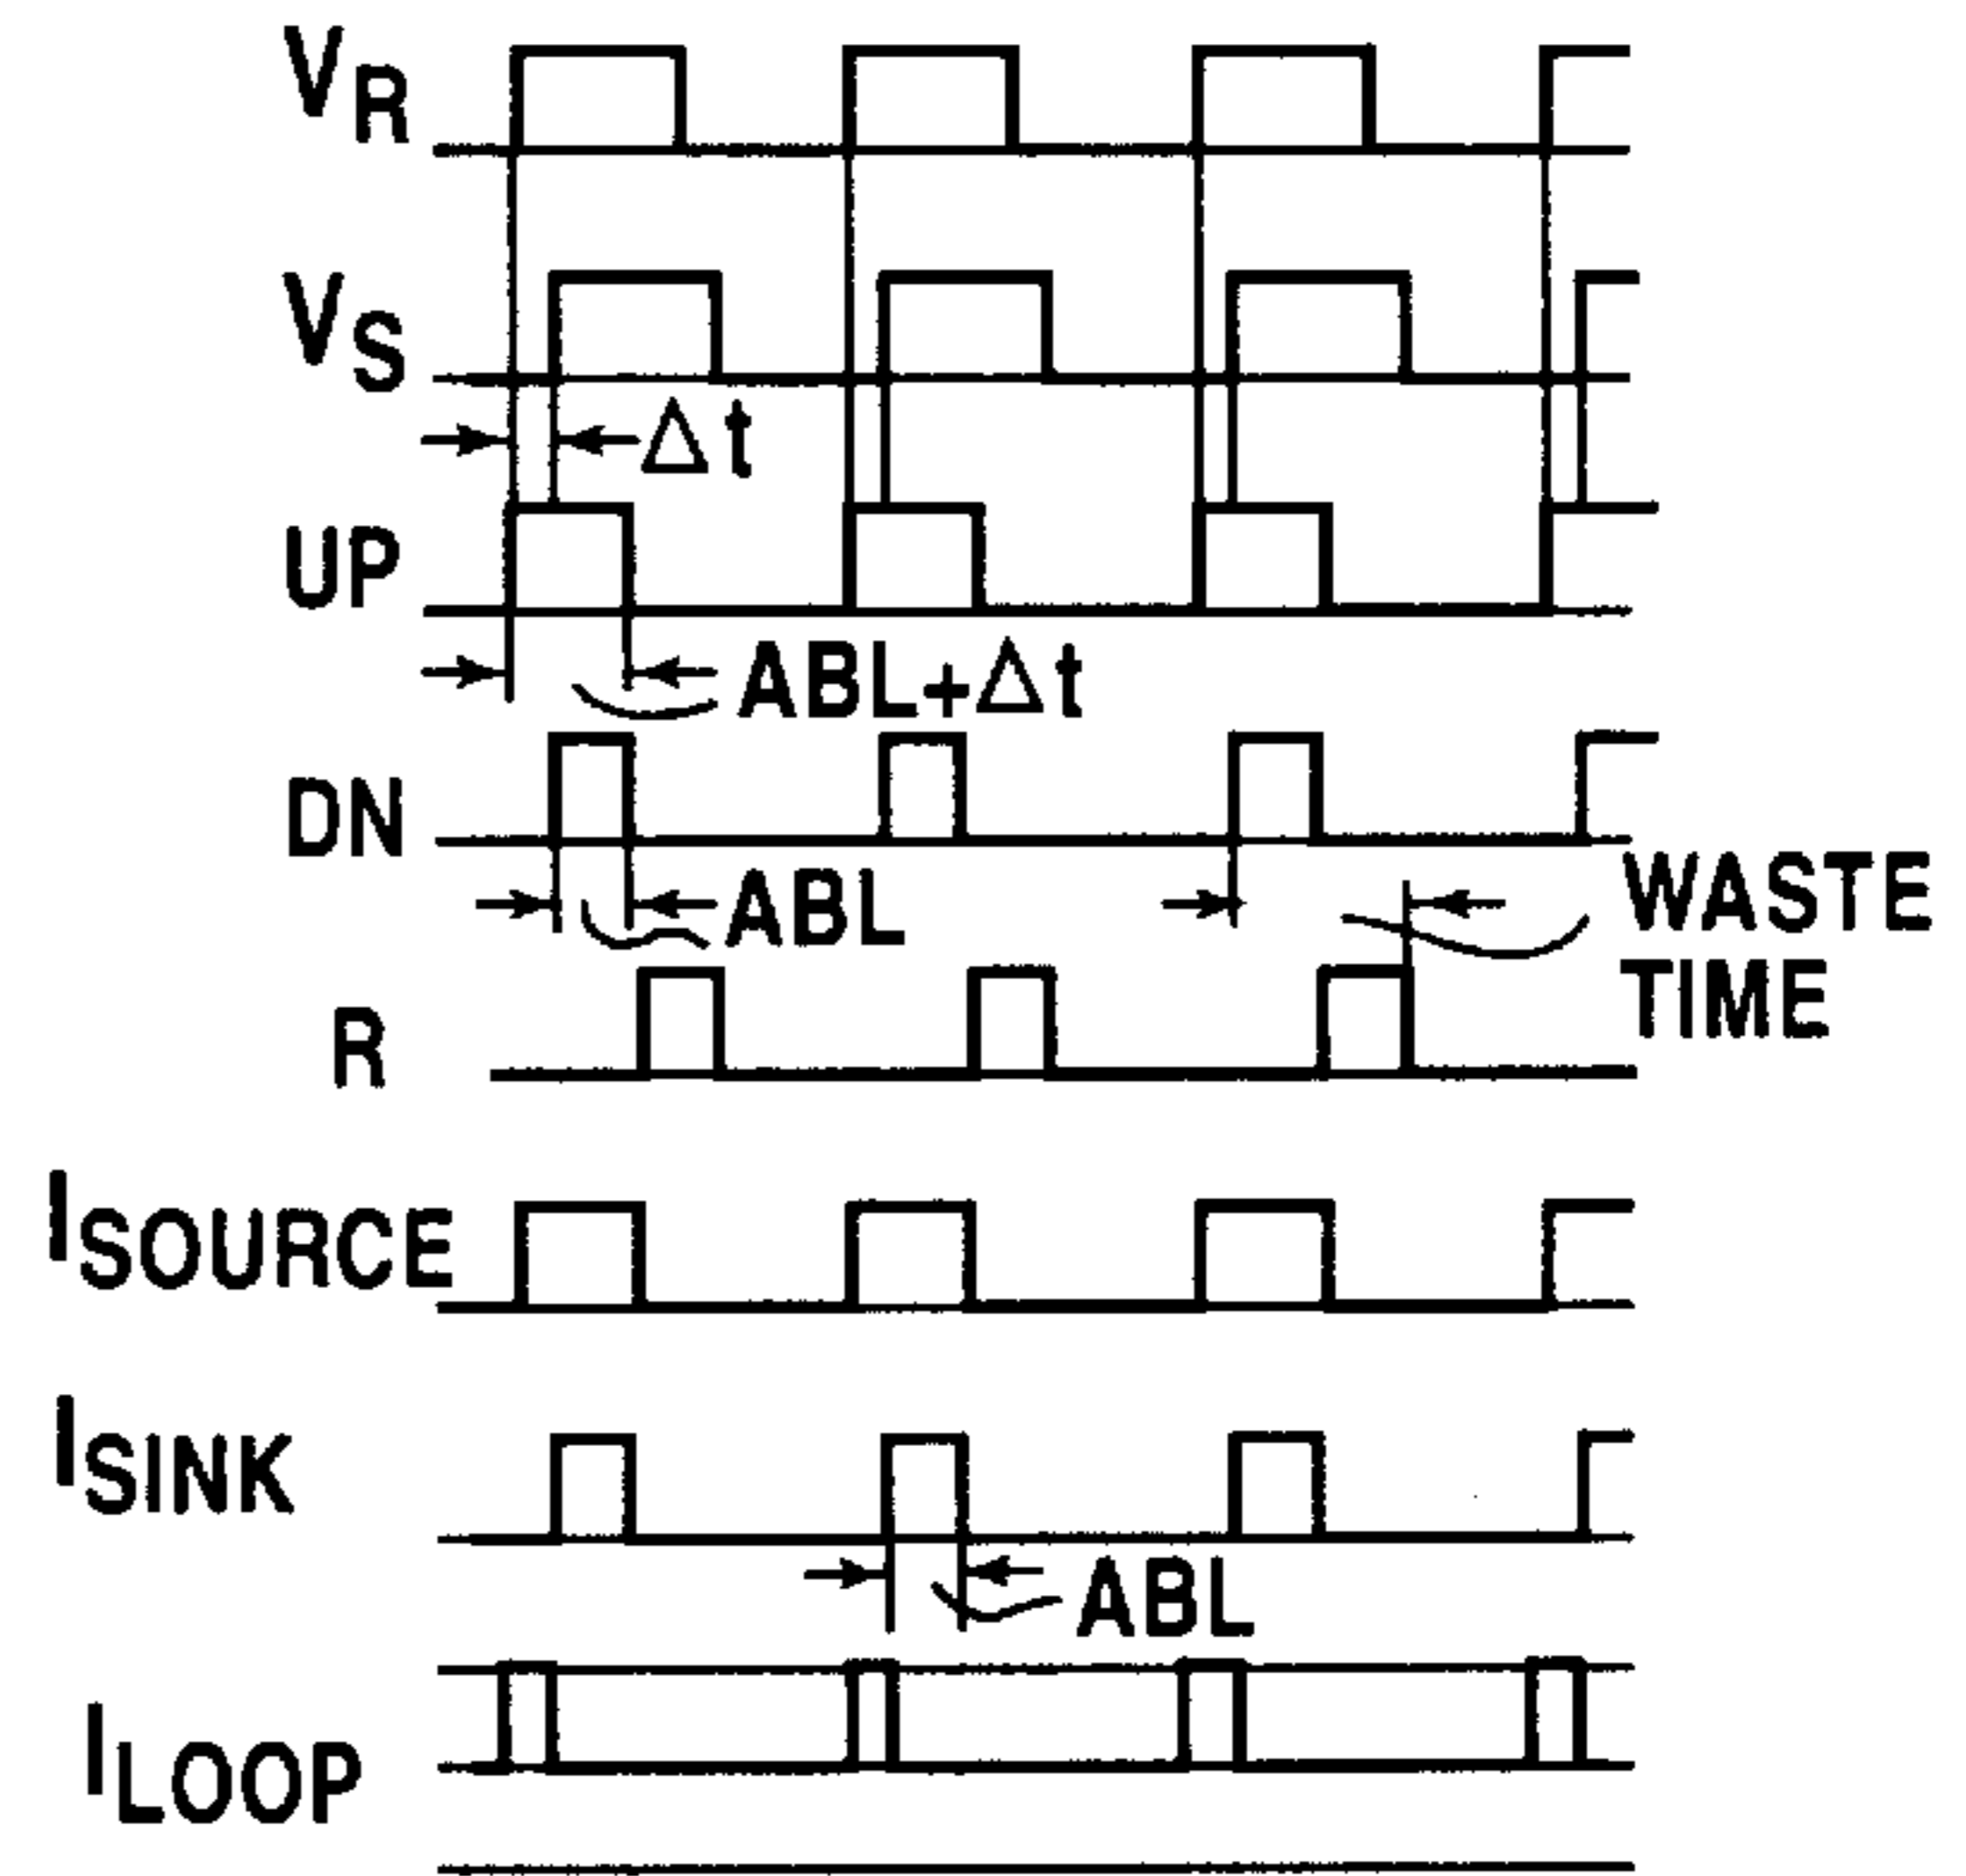 VR
VS
Δt
UP
ABL+Δt
DN
ABL
WASTE
TIME
R
ISOURCE
ISINK
ABL
ILOOP